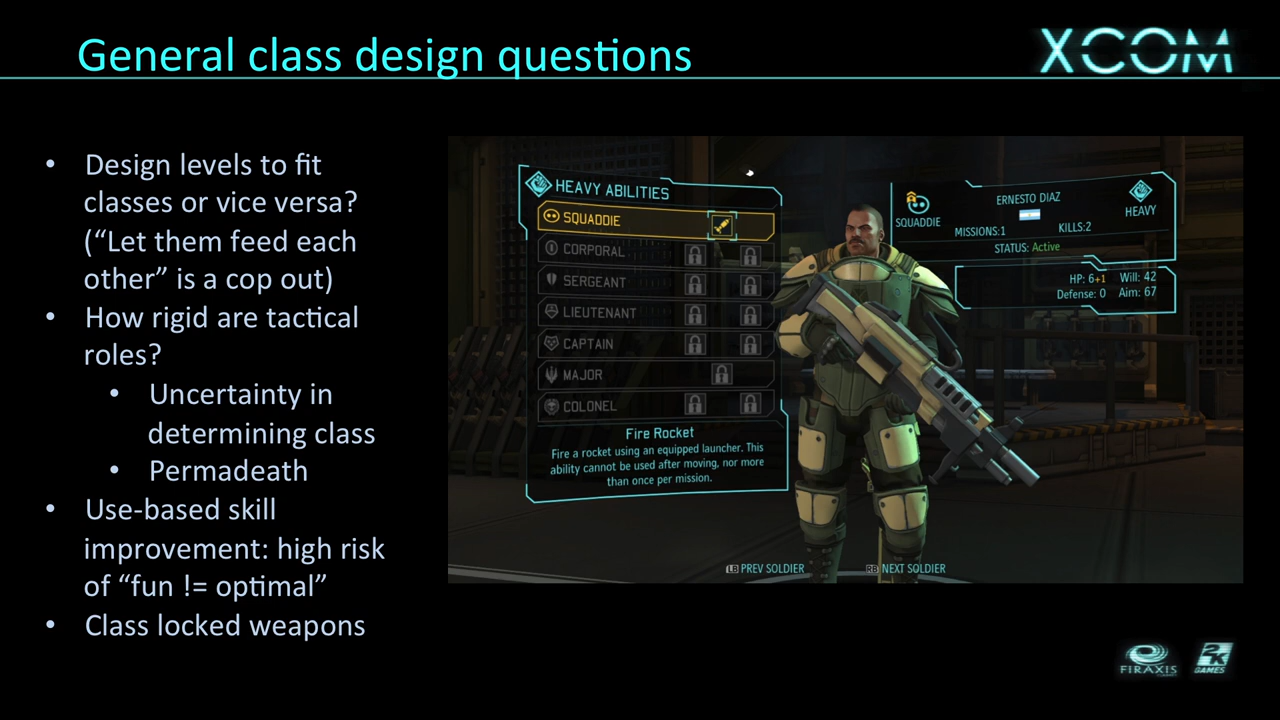 General class design questions
XCOM
• Design levels to fit
classes or vice versa?
(“Let them feed each
other” is a cop out)
• How rigid are tactical
roles?
• Uncertainty in
determining class
• Permadeath
• Use-based skill
improvement: high risk
of “fun != optimal”
• Class locked weapons
HEAVY ABILITIES
SQUADDIE
CORPORAL
SERGEANT
LIEUTENANT
CAPTAIN
MAJOR
COLONEL
Fire Rocket
Fire a rocket using an equipped launcher. This
ability cannot be used after moving, nor more
than once per mission.
SQUADDIE
ERNESTO DIAZ
HEAVY
MISSIONS:1 KILLS:2
STATUS: Active
HP: 6+1 Will: 42
Defense: 0 Aim: 67
LB PREV SOLDIER RB NEXT SOLDIER
FIRAXIS
2K
GAMES